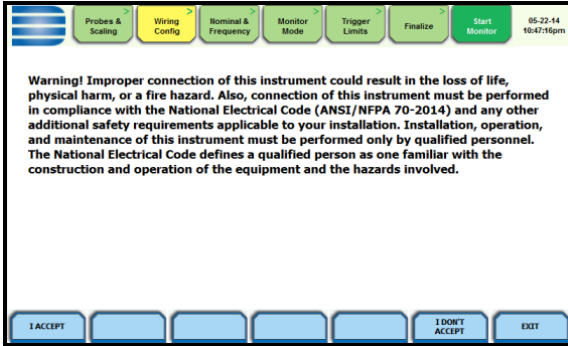 Probes & Scaling > Wiring Config > Nominal & Frequency > Monitor Mode > Trigger Limits > Finalize > Start Monitor 05-22-14 10:47:16pm
Warning! Improper connection of this instrument could result in the loss of life,
physical harm, or a fire hazard. Also, connection of this instrument must be performed
in compliance with the National Electrical Code (ANSI/NFPA 70-2014) and any other
additional safety requirements applicable to your installation. Installation, operation,
and maintenance of this instrument must be performed only by qualified personnel.
The National Electrical Code defines a qualified person as one familiar with the
construction and operation of the equipment and the hazards involved.
I ACCEPT I DON'T ACCEPT EXIT